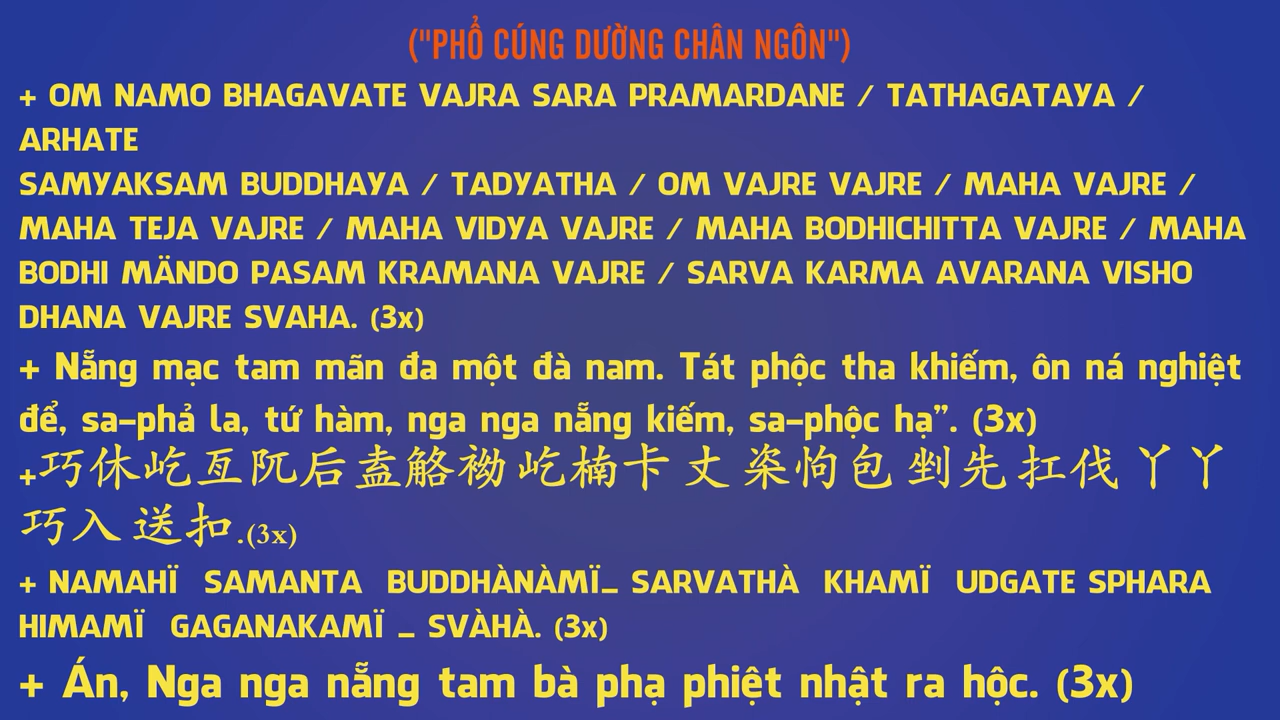 ("PHỔ CÚNG DƯỜNG CHÂN NGÔN")
+ OM NAMO BHAGAVATE VAJRA SARA PRAMARDANE / TATHAGATAYA /
ARHATE
SAMYAKSAM BUDDHAYA / TADYATHA / OM VAJRE VAJRE / MAHA VAJRE /
MAHA TEJA VAJRE / MAHA VIDYA VAJRE / MAHA BODHICHITTA VAJRE / MAHA
BODHI MÄNDO PASAM KRAMANA VAJRE / SARVA KARMA AVARANA VISHO
DHANA VAJRE SVAHA. (3x)
+ Nẵng mạc tam mãn đa một đà nam. Tát phộc tha khiếm, ôn ná nghiệt
để, sa-phả la, tứ hàm, nga nga nẵng kiếm, sa-phộc hạ”. (3x)
+巧休屹亙阢后盍觡袎屹楠卡丈 楶怐包 剉先扛伐丫丫
巧入送扣.(3x)
+ NAMAHÏ SAMANTA BUDDHÀNÀMÏ_ SARVATHÀ KHAMÏ UDGATE SPHARA
HIMAMÏ GAGANAKAMÏ _ SVÀHÀ. (3x)
+ Án, Nga nga nẵng tam bà phạ phiệt nhật ra hộc. (3x)